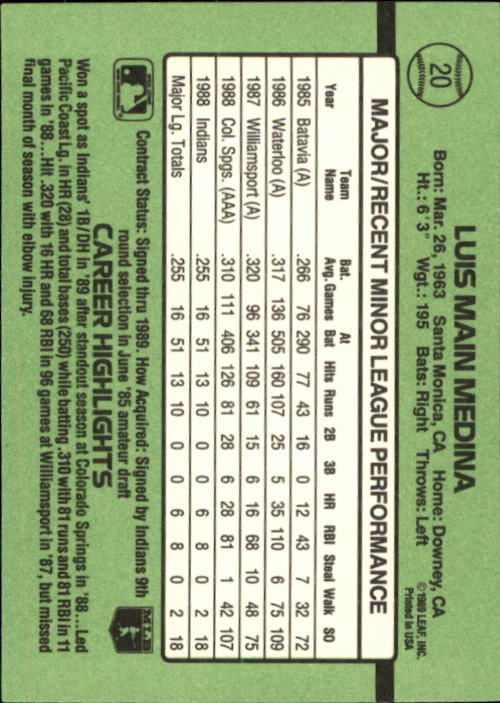 20
LUIS MAIN MEDINA
Born: Mar. 26, 1963 Santa Monica, CA Home: Downey, CA
Ht.: 6'3" Wgt.: 195 Bats: Right Throws: Left
©1989 LEAF, INC.
Printed in USA
MAJOR/RECENT MINOR LEAGUE PERFORMANCE
Year Team Name Bat. Avg. Games At Bat Hits Runs 2B 3B HR RBI Steal Walk SO
1985 Batavia (A) .266 76 290 77 43 16 0 12 43 7 32 72
1986 Waterloo (A) .317 136 505 160 107 25 5 35 110 6 75 109
1987 Williamsport (A) .320 96 341 109 61 15 6 16 68 10 48 75
1988 Col. Spgs. (AAA) .310 111 406 126 81 28 6 28 81 1 42 107
1988 Indians .255 16 51 13 10 0 0 6 8 0 2 18
Major Lg. Totals .255 16 51 13 10 0 0 6 8 0 2 18
Contract Status: Signed thru 1989. How Acquired: Signed by Indians 9th
round selection in June '85 amateur draft
MLB
CAREER HIGHLIGHTS
Won a spot as Indians' 1B/DH in '89 after standout season at Colorado Springs in '88...Led
Pacific Coast Lg. in HR (28) and total bases (250) while batting .310 with 81 runs and 81 RBI in 11
games in '88...Hit .320 with 16 HR and 68 RBI in 96 games at Williamsport in '87, but missed
final month of season with elbow injury.